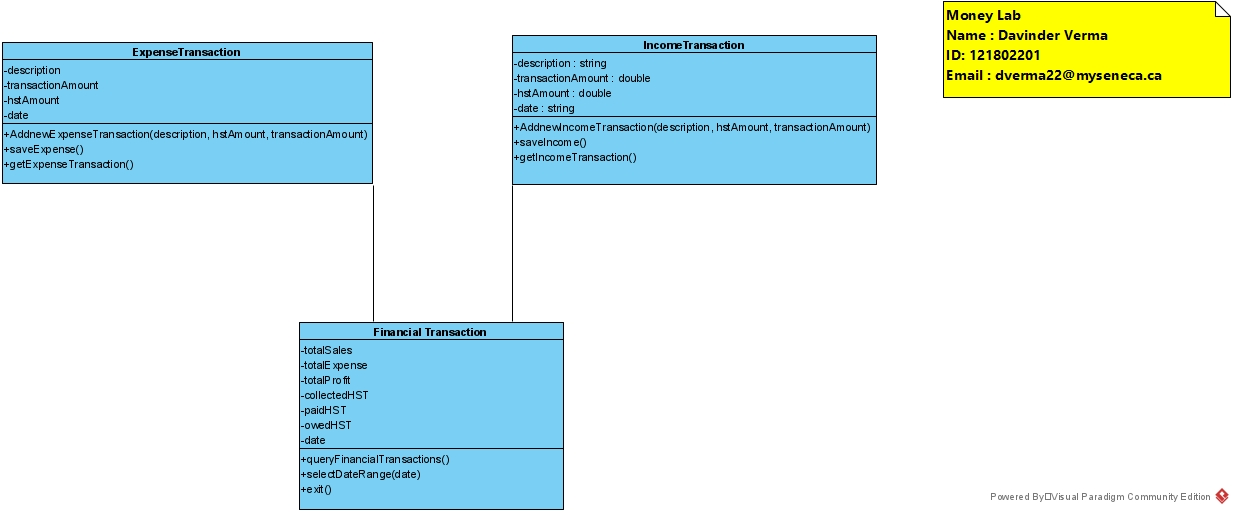 Money Lab
Name : Davinder Verma
ID: 121802201
Email : dverma22@myseneca.ca
ExpenseTransaction
-description
-transactionAmount
-hstAmount
-date
+AddnewExpenseTransaction(description, hstAmount, transactionAmount)
+saveExpense()
+getExpenseTransaction()
IncomeTransaction
-description : string
-transactionAmount : double
-hstAmount : double
-date : string
+AddnewIncomeTransaction(description, hstAmount, transactionAmount)
+saveIncome()
+getIncomeTransaction()
Financial Transaction
-totalSales
-totalExpense
-totalProfit
-collectedHST
-paidHST
-owedHST
-date
+queryFinancialTransactions()
+selectDateRange(date)
+exit()
Powered By Visual Paradigm Community Edition